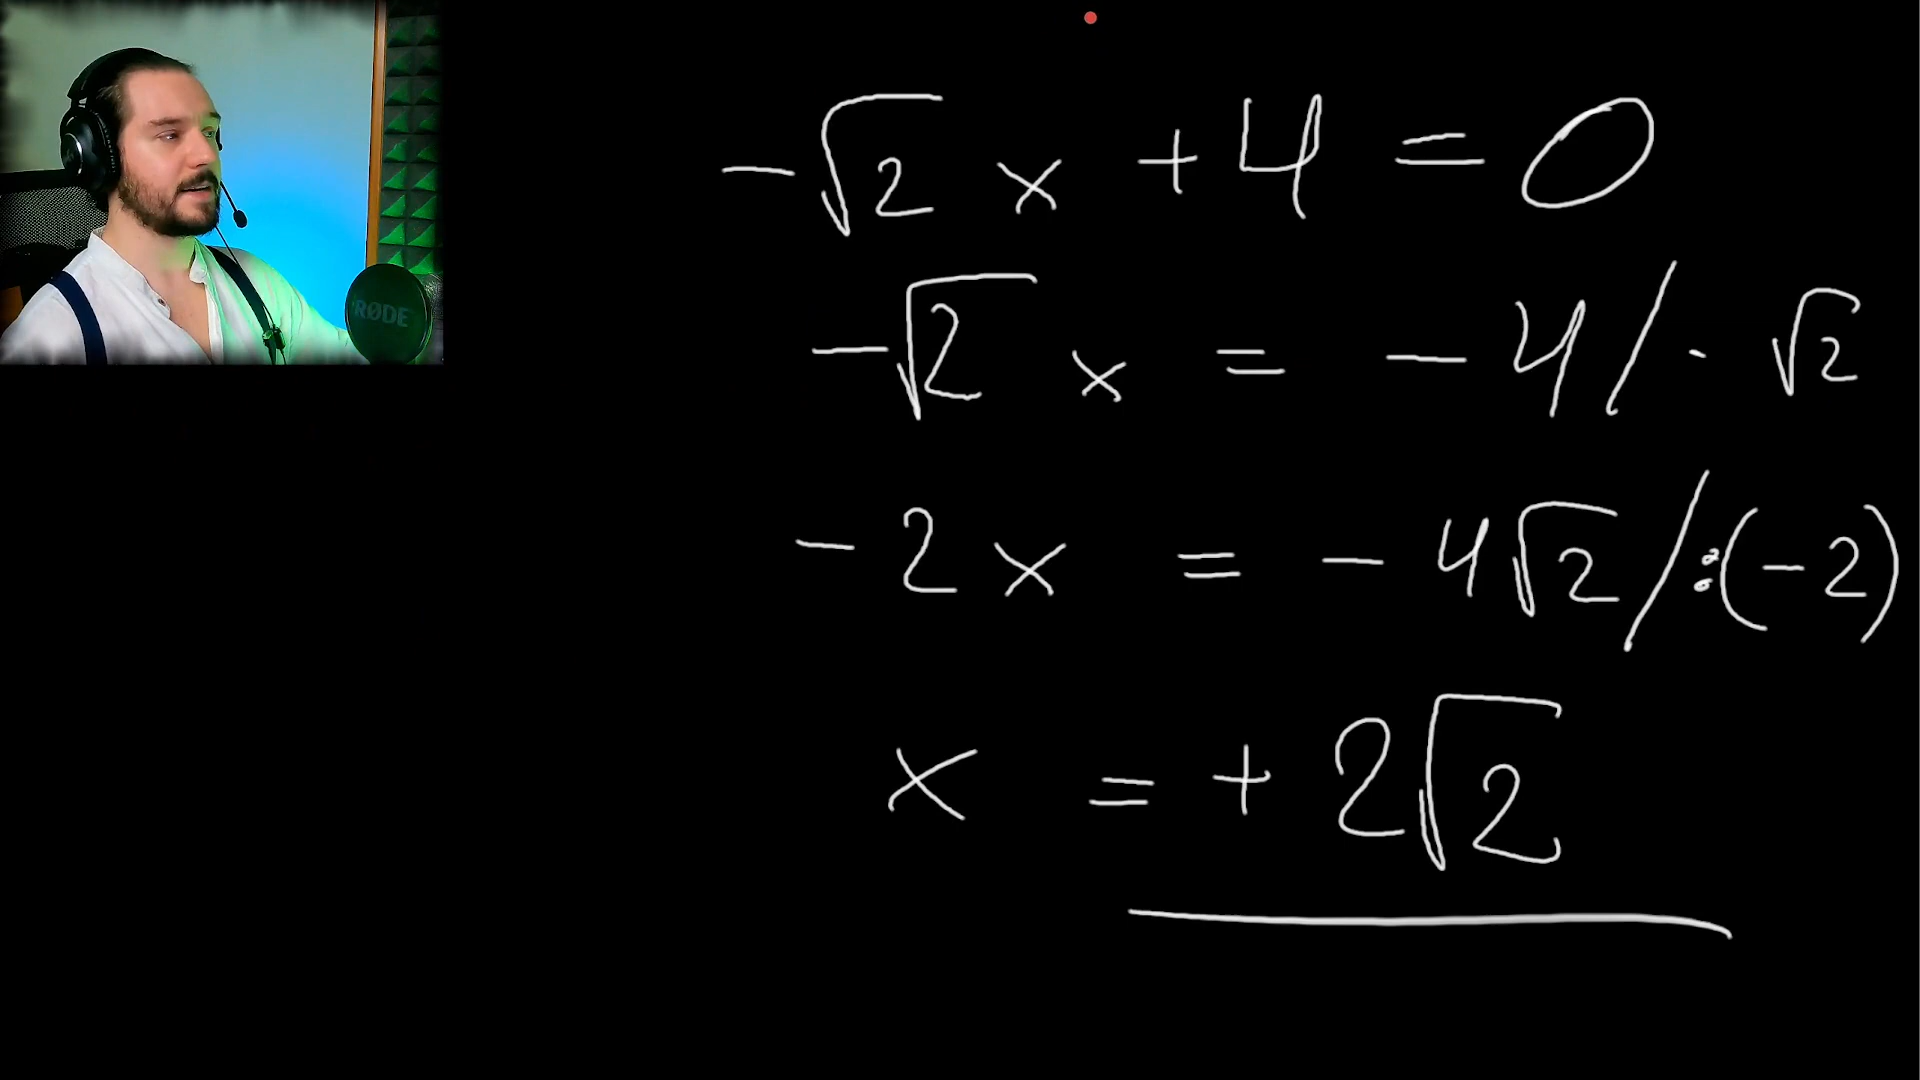 RØDE
-√2 x + 4 = 0
-√2 x = -4 / · √2
-2x = -4√2 / :(-2)
x = +2√2